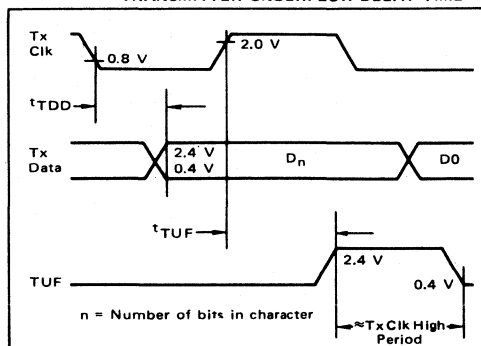 TRANSMITTER UNDERFLOW DELAY TIME
Tx
Clk
0.8 V
2.0 V
tTDD
Tx
Data
2.4 V
0.4 V
Dn
D0
tTUF
TUF
2.4 V
0.4 V
n = Number of bits in character
≈Tx Clk High
Period